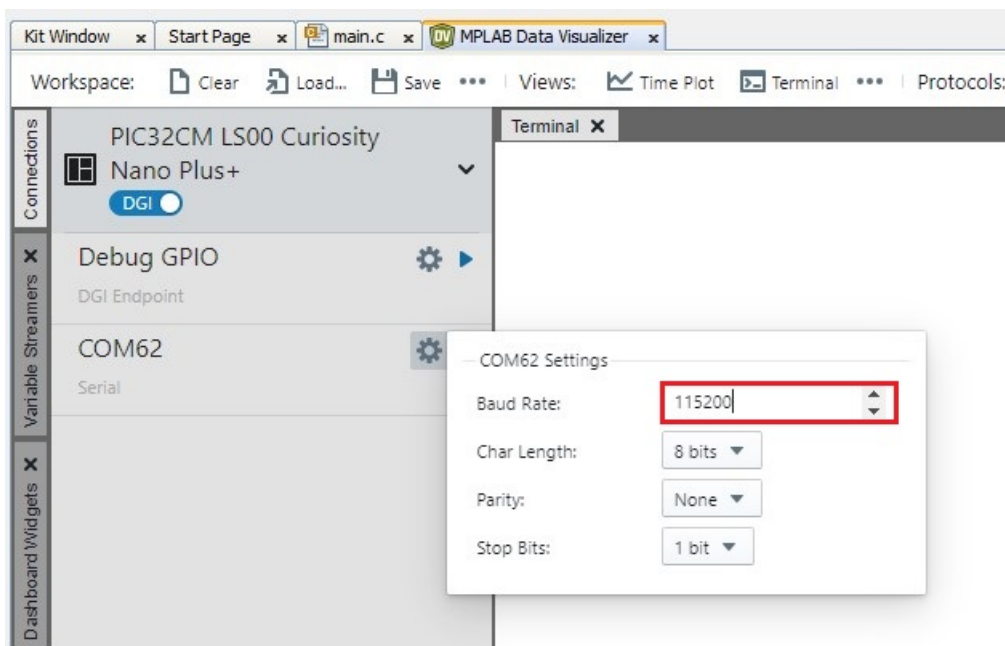 Kit Window x Start Page x main.c x DV MPLAB Data Visualizer x
Workspace: Clear Load... Save ••• Views: Time Plot Terminal ••• Protocols:
Connections
Variable Streamers
Dashboard Widgets
PIC32CM LS00 Curiosity
Nano Plus+
DGI
Debug GPIO
DGI Endpoint
COM62
Serial
Terminal X
COM62 Settings
Baud Rate: 115200
Char Length: 8 bits
Parity: None
Stop Bits: 1 bit